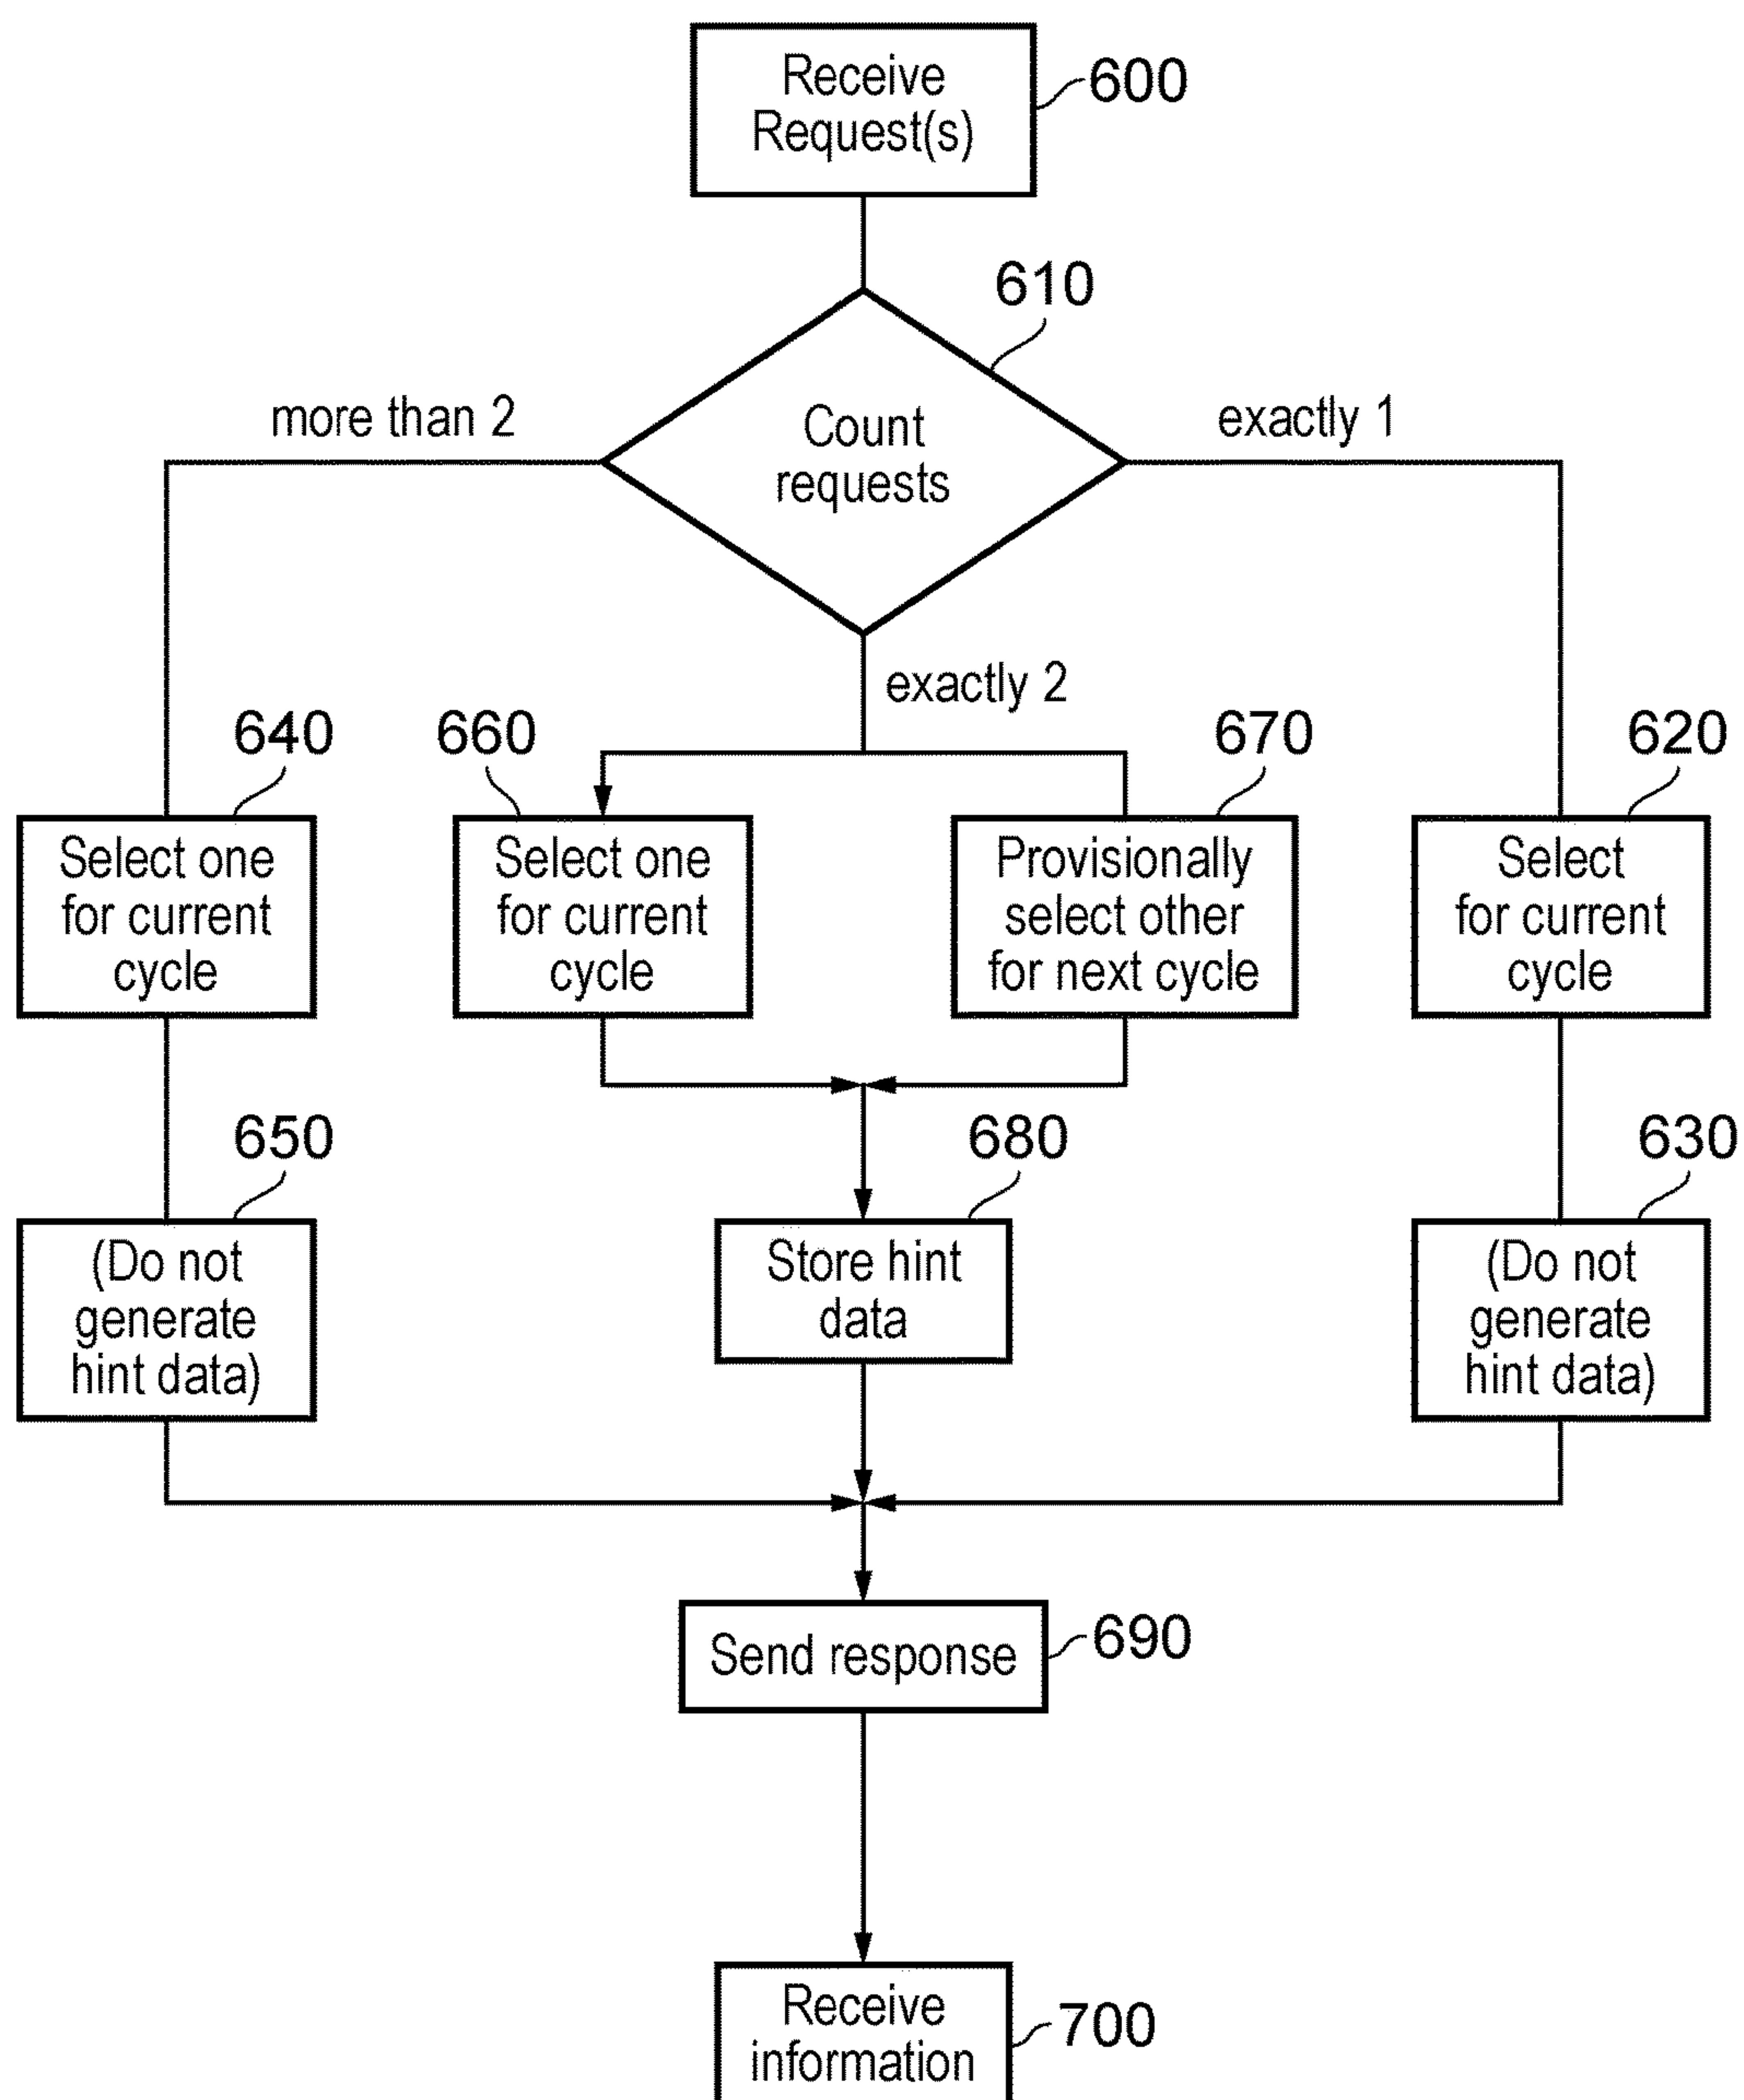 Receive
Request(s)
600
610
more than 2
Count
requests
exactly 1
exactly 2
640
660
670
620
Select one
for current
cycle
Select one
for current
cycle
Provisionally
select other
for next cycle
Select
for current
cycle
650
680
630
(Do not
generate
hint data)
Store hint
data
(Do not
generate
hint data)
Send response
690
Receive
information
700